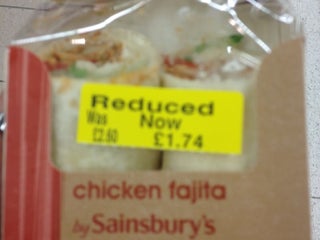 Reduced
Was Now
£2.60 £1.74
chicken fajita
by Sainsbury's